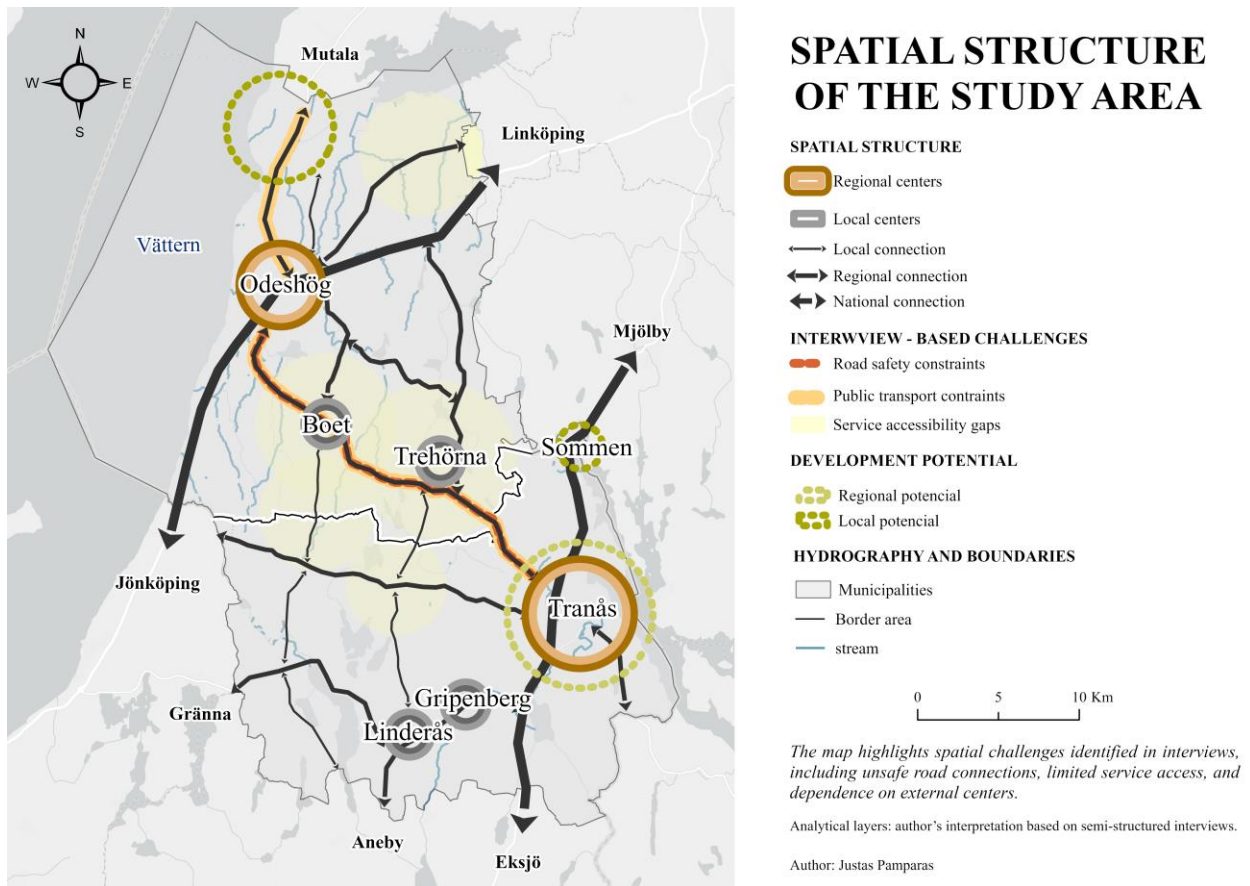 N
W
E
S
Mutala
Linköping
Vättern
Odeshög
Mjölby
Boet
Trehörna
Sommen
Jönköping
Tranås
Gränna
Gripenberg
Linderås
Aneby
Eksjö
SPATIAL STRUCTURE
OF THE STUDY AREA
SPATIAL STRUCTURE
Regional centers
Local centers
Local connection
Regional connection
National connection
INTERWVIEW - BASED CHALLENGES
Road safety constraints
Public transport contraints
Service accessibility gaps
DEVELOPMENT POTENTIAL
Regional potencial
Local potencial
HYDROGRAPHY AND BOUNDARIES
Municipalities
Border area
stream
0 5 10 Km
The map highlights spatial challenges identified in interviews,
including unsafe road connections, limited service access, and
dependence on external centers.
Analytical layers: author's interpretation based on semi-structured interviews.
Author: Justas Pamparas